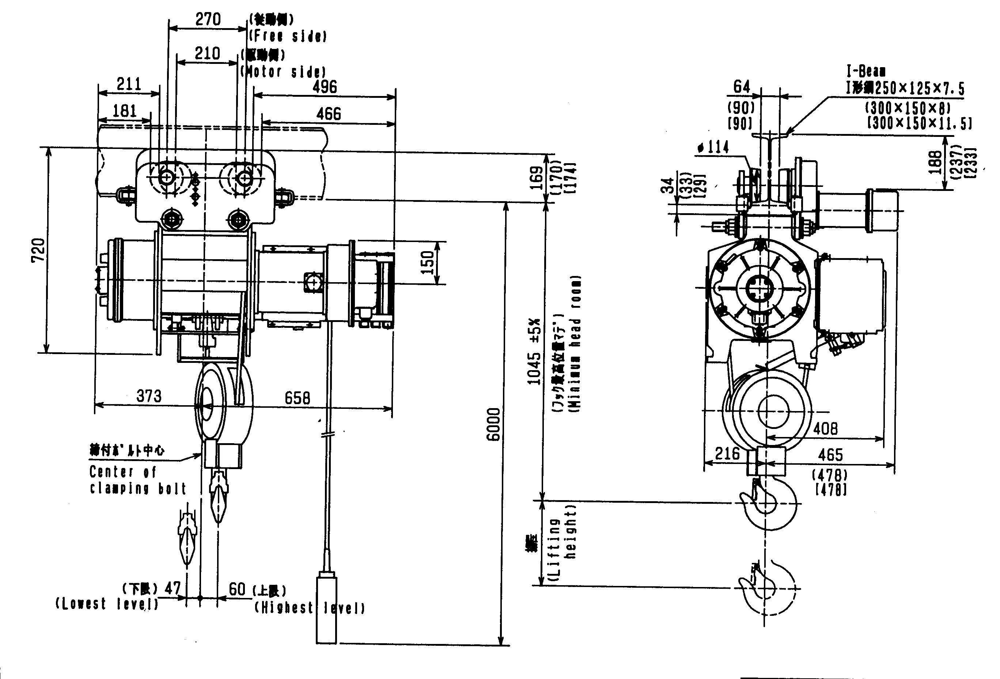 270
(従動側)
(Free side)
210
(駆動側)
(Motor side)
211
496
181
466
720
169
(170)
[174]
150
1045 ±5%
(フック最高位置マデ)
(Minimum head room)
6000
373
658
締付ボルト中心
Center of
clamping bolt
(下限) 47
(Lowest level)
60 (上限)
(Highest level)
揚程
(Lifting
height)
I-Beam
I形鋼250×125×7.5
(300×150×8)
[300×150×11.5]
64
(90)
[90]
ø114
34
(33)
[29]
188
(237)
[233]
408
216
465
(478)
[478]